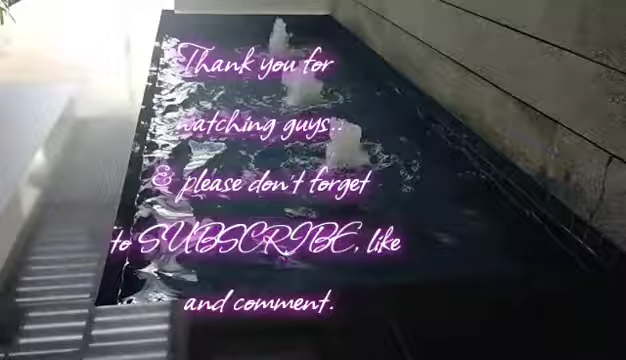 Thank you for
watching guys..
& please don't forget
to SUBSCRIBE, like
and comment.